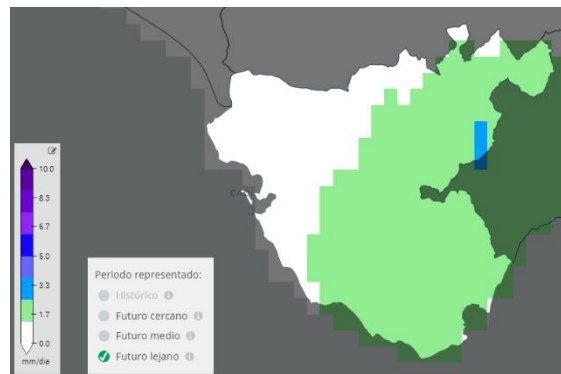 10.0
8.3
6.7
5.0
3.3
1.7
0.0
mm/dia
Periodo representado:
Histórico
Futuro cercano
Futuro medio
Futuro lejano